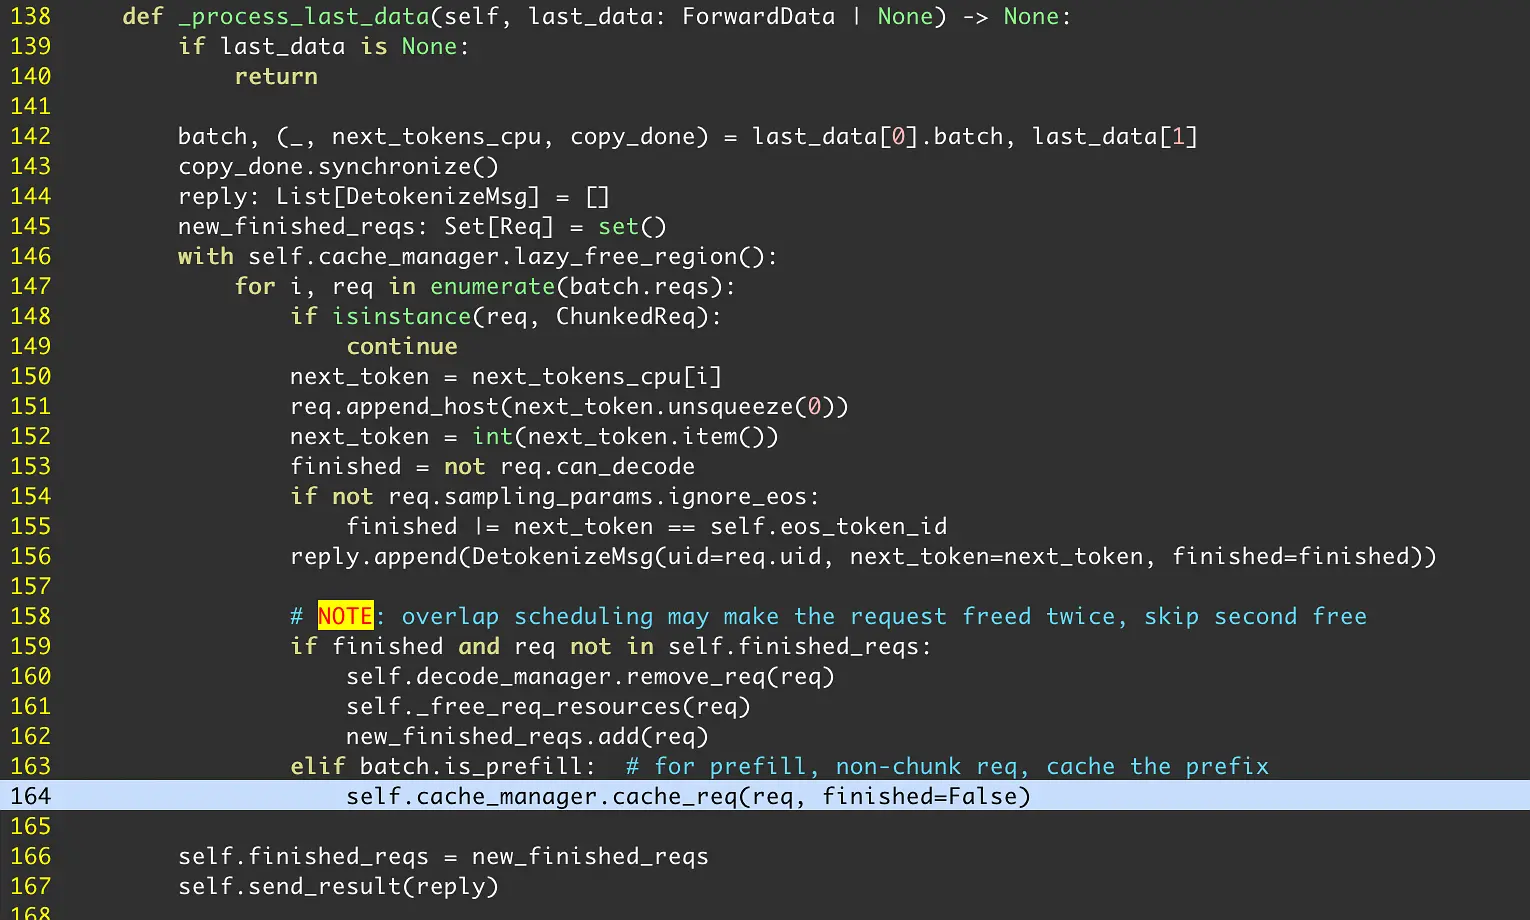 138     def _process_last_data(self, last_data: ForwardData | None) -> None:
139         if last_data is None:
140             return
141
142         batch, (_, next_tokens_cpu, copy_done) = last_data[0].batch, last_data[1]
143         copy_done.synchronize()
144         reply: List[DetokenizeMsg] = []
145         new_finished_reqs: Set[Req] = set()
146         with self.cache_manager.lazy_free_region():
147             for i, req in enumerate(batch.reqs):
148                 if isinstance(req, ChunkedReq):
149                     continue
150                 next_token = next_tokens_cpu[i]
151                 req.append_host(next_token.unsqueeze(0))
152                 next_token = int(next_token.item())
153                 finished = not req.can_decode
154                 if not req.sampling_params.ignore_eos:
155                     finished |= next_token == self.eos_token_id
156                 reply.append(DetokenizeMsg(uid=req.uid, next_token=next_token, finished=finished))
157
158                 # NOTE: overlap scheduling may make the request freed twice, skip second free
159                 if finished and req not in self.finished_reqs:
160                     self.decode_manager.remove_req(req)
161                     self._free_req_resources(req)
162                     new_finished_reqs.add(req)
163                 elif batch.is_prefill:  # for prefill, non-chunk req, cache the prefix
164                     self.cache_manager.cache_req(req, finished=False)
165
166         self.finished_reqs = new_finished_reqs
167         self.send_result(reply)
168